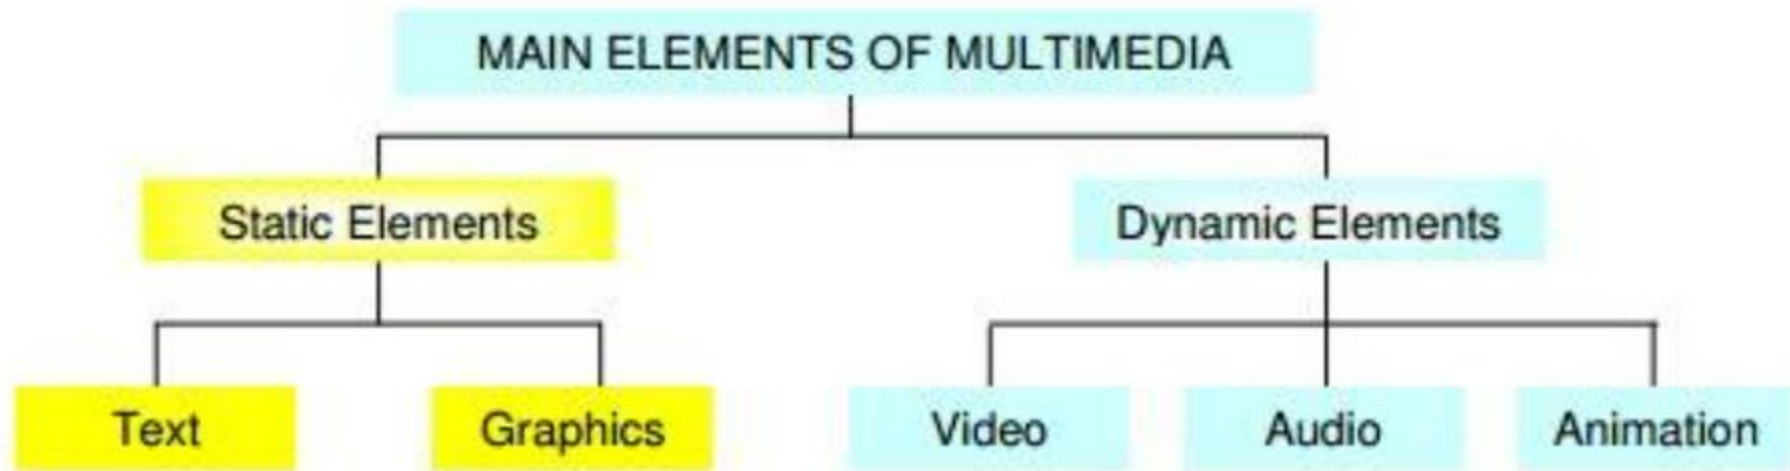 MAIN ELEMENTS OF MULTIMEDIA
Static Elements
Dynamic Elements
Text
Graphics
Video
Audio
Animation